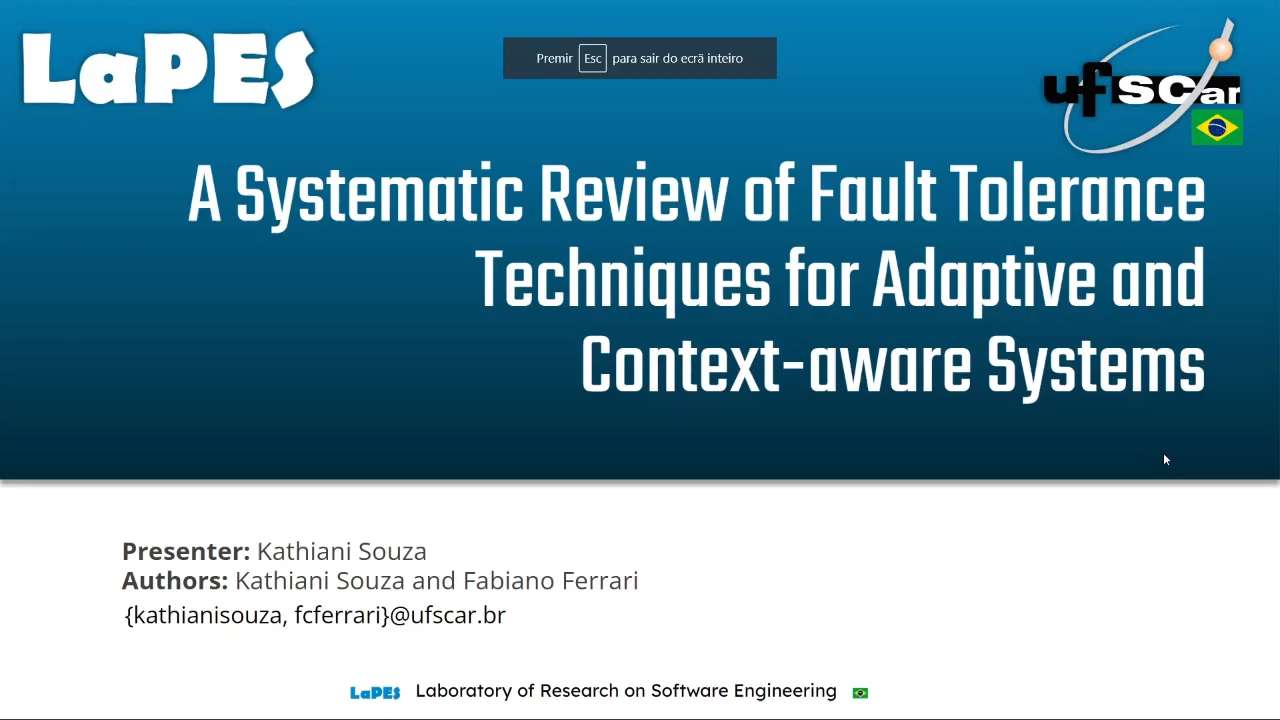 LaPES
Premir Esc para sair do ecrã inteiro
ufscar
A Systematic Review of Fault Tolerance
Techniques for Adaptive and
Context-aware Systems
Presenter: Kathiani Souza
Authors: Kathiani Souza and Fabiano Ferrari
{kathianisouza, fcferrari}@ufscar.br
LaPES Laboratory of Research on Software Engineering